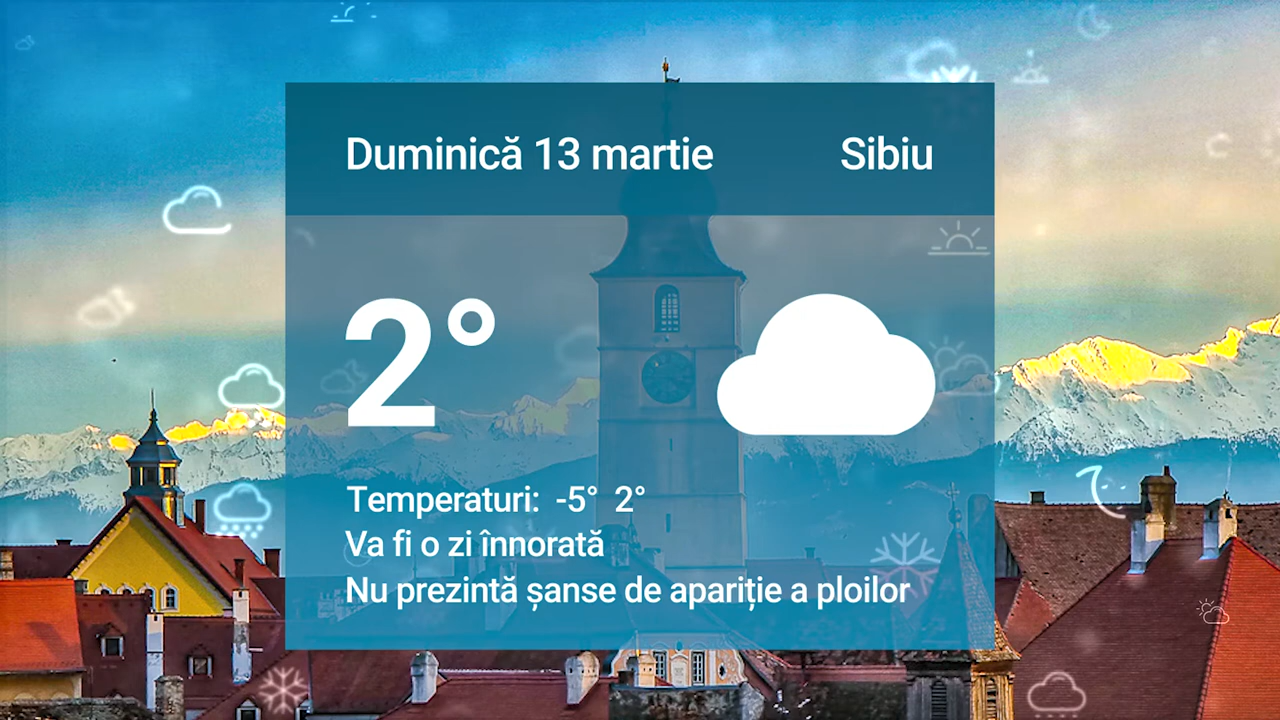 Duminică 13 martie Sibiu
2°
Temperaturi: -5° 2°
Va fi o zi înnorată
Nu prezintă șanse de apariție a ploilor